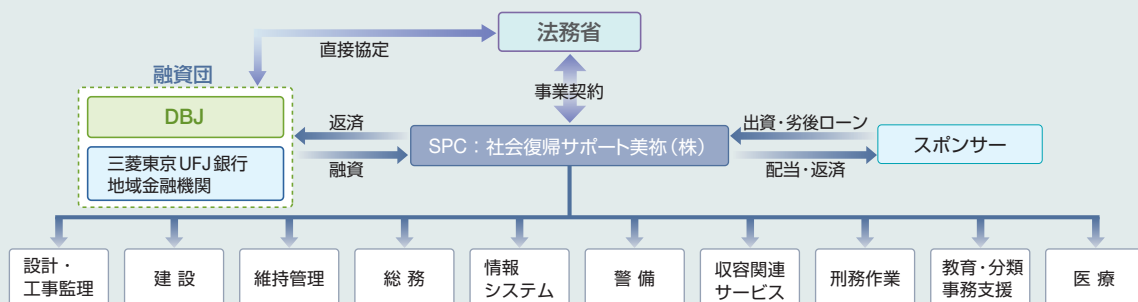 法務省
直接協定
融資団
事業契約
DBJ
返済
出資・劣後ローン
三菱東京UFJ銀行
地域金融機関
SPC：社会復帰サポート美祢(株)
スポンサー
融資
配当・返済
設計・
工事監理
建設
維持管理
総務
情報
システム
警備
収容関連
サービス
刑務作業
教育・分類
事務支援
医療